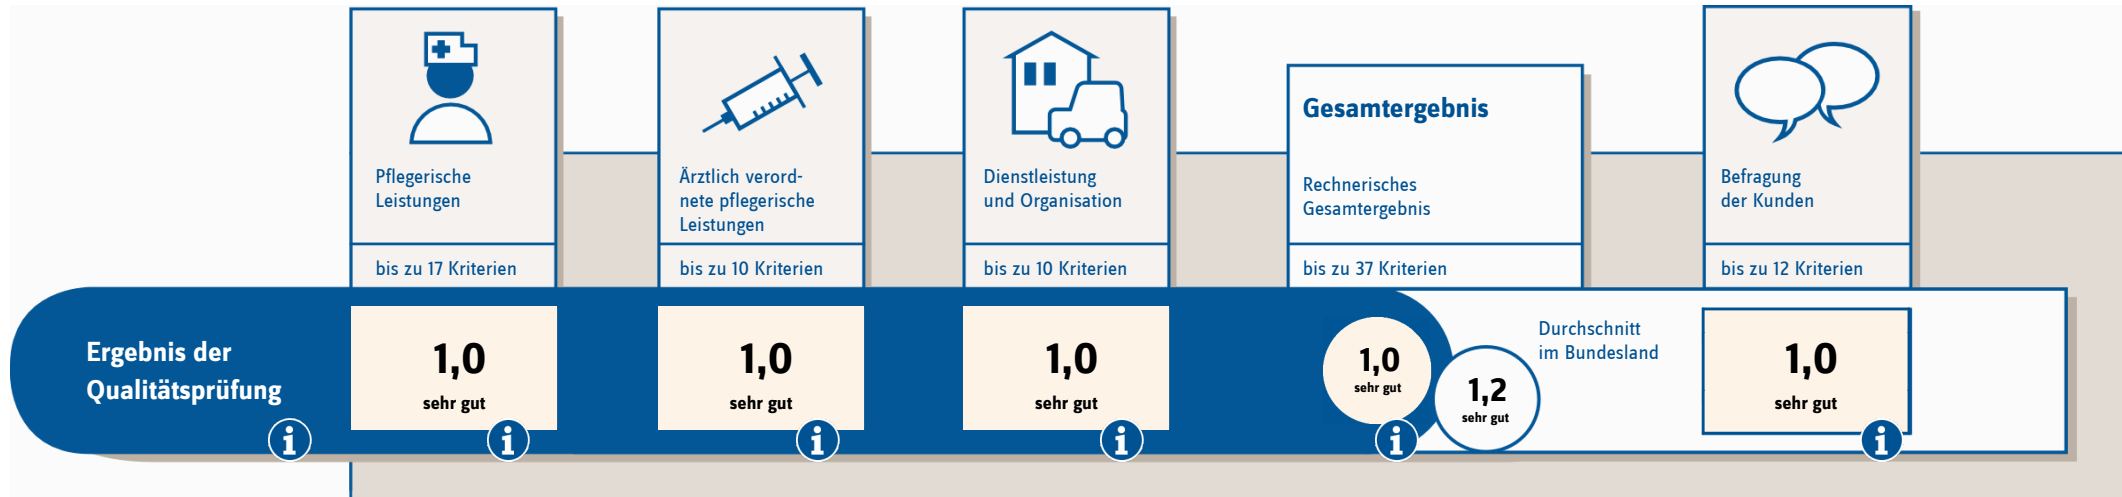 Pflegerische
Leistungen
bis zu 17 Kriterien
Ärztlich verord-
nete pflegerische
Leistungen
bis zu 10 Kriterien
Dienstleistung
und Organisation
bis zu 10 Kriterien
Gesamtergebnis
Rechnerisches
Gesamtergebnis
bis zu 37 Kriterien
Befragung
der Kunden
bis zu 12 Kriterien
Ergebnis der
Qualitätsprüfung
i
1,0
sehr gut
i
1,0
sehr gut
i
1,0
sehr gut
i
1,0
sehr gut
i
1,2
sehr gut
Durchschnitt
im Bundesland
1,0
sehr gut
i